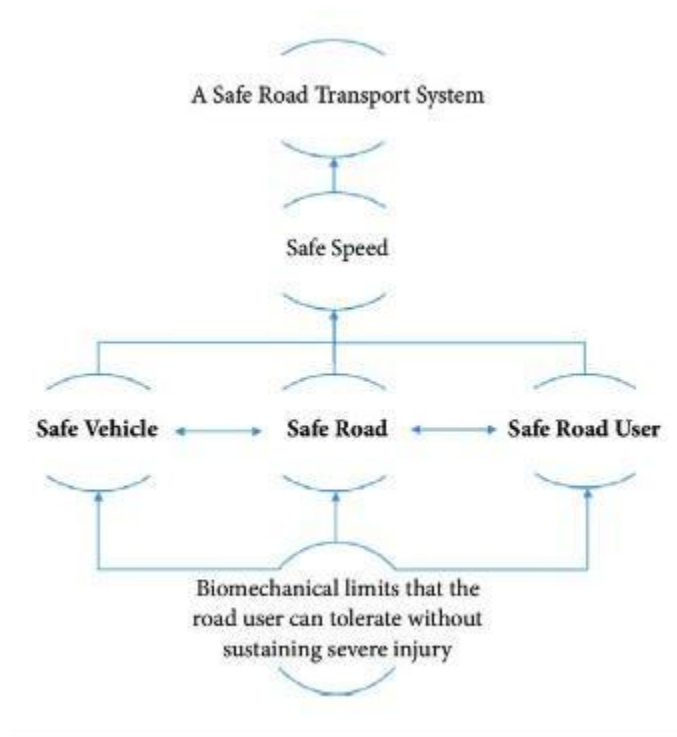 A Safe Road Transport System
Safe Speed
Safe Vehicle
Safe Road
Safe Road User
Biomechanical limits that the
road user can tolerate without
sustaining severe injury